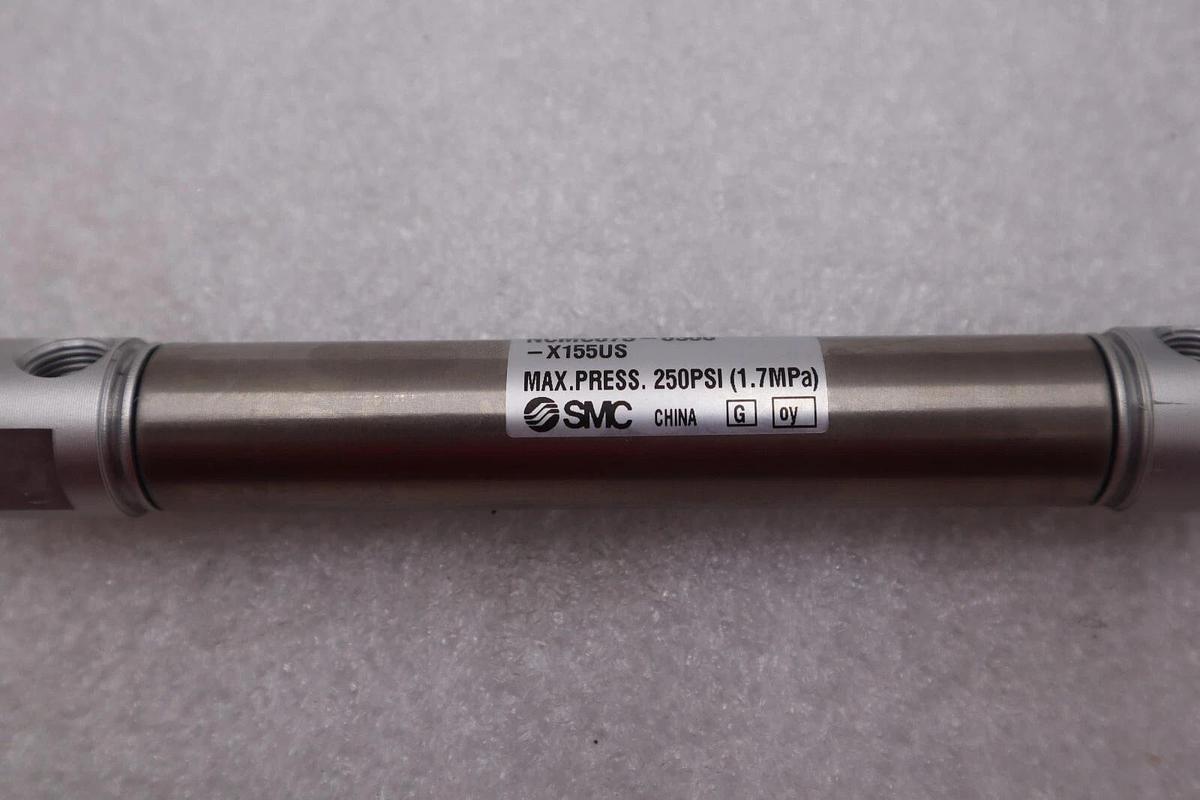 -X155US
MAX.PRESS. 250PSI (1.7MPa)
SMC CHINA G oy